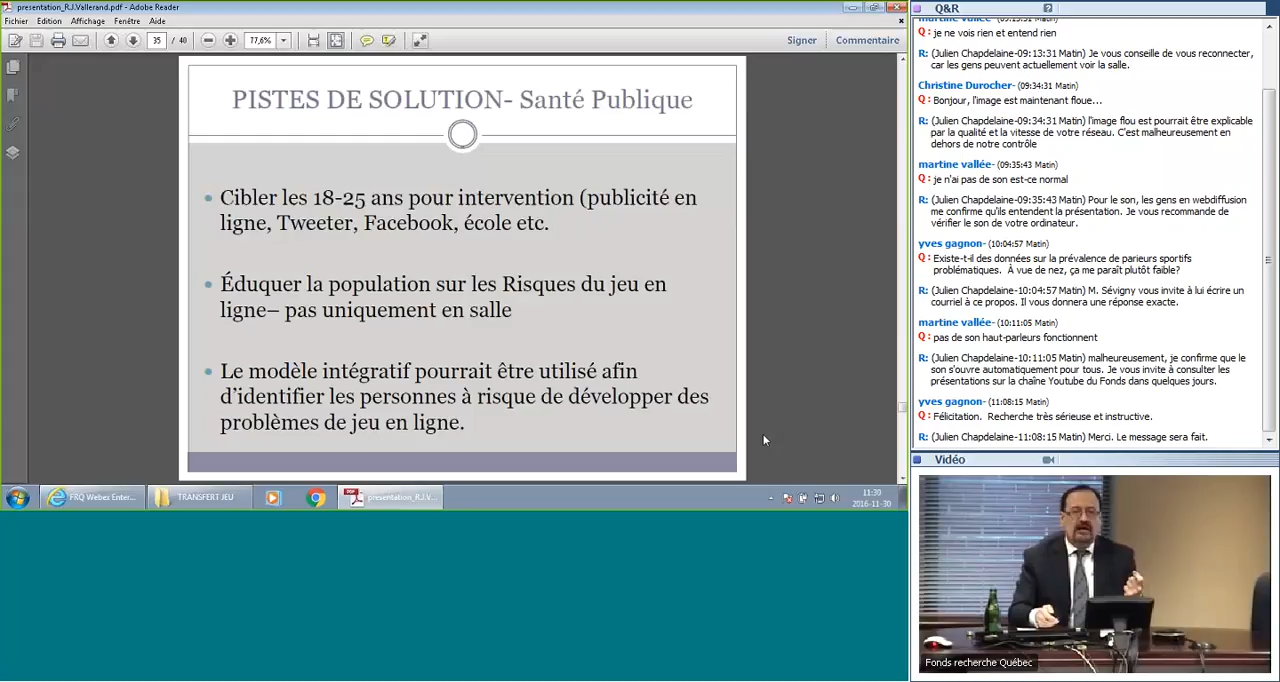 presentation_R.J.Vallerand.pdf - Adobe Reader
Fichier Edition Affichage Fenêtre Aide
35 / 40 77,6% Signer Commentaire
PISTES DE SOLUTION- Santé Publique
Cibler les 18-25 ans pour intervention (publicité en
ligne, Tweeter, Facebook, école etc.
Éduquer la population sur les Risques du jeu en
ligne– pas uniquement en salle
Le modèle intégratif pourrait être utilisé afin
d'identifier les personnes à risque de développer des
problèmes de jeu en ligne.
FRQ Webex Enter... TRANSFERT JEU presentation_R.J.V...
11:30
2016-11-30
Q&R
martine vallée- (09:13:31 Matin)
Q: je ne vois rien et entend rien
R: (Julien Chapdelaine-09:13:31 Matin) Je vous conseille de vous reconnecter,
car les gens peuvent actuellement voir la salle.
Christine Durocher- (09:34:31 Matin)
Q: Bonjour, l'image est maintenant floue...
R: (Julien Chapdelaine-09:34:31 Matin) l'image flou est pourrait être explicable
par la qualité et la vitesse de votre réseau. C'est malheureusement en
dehors de notre contrôle
martine vallée- (09:35:43 Matin)
Q: je n'ai pas de son est-ce normal
R: (Julien Chapdelaine-09:35:43 Matin) Pour le son, les gens en webdiffusion
me confirme qu'ils entendent la présentation. Je vous recommande de
vérifier le son de votre ordinateur.
yves gagnon- (10:04:57 Matin)
Q: Existe-t-il des données sur la prévalence de parieurs sportifs
problématiques. À vue de nez, ça me paraît plutôt faible?
R: (Julien Chapdelaine-10:04:57 Matin) M. Sévigny vous invite à lui écrire un
courriel à ce propos. Il vous donnera une réponse exacte.
martine vallée- (10:11:05 Matin)
Q: pas de son haut-parleurs fonctionnent
R: (Julien Chapdelaine-10:11:05 Matin) malheureusement, je confirme que le
son s'ouvre automatiquement pour tous. Je vous invite à consulter les
présentations sur la chaîne Youtube du Fonds dans quelques jours.
yves gagnon- (11:08:15 Matin)
Q: Félicitation. Recherche très sérieuse et instructive.
R: (Julien Chapdelaine-11:08:15 Matin) Merci. Le message sera fait.
Vidéo
Fonds recherche Québec